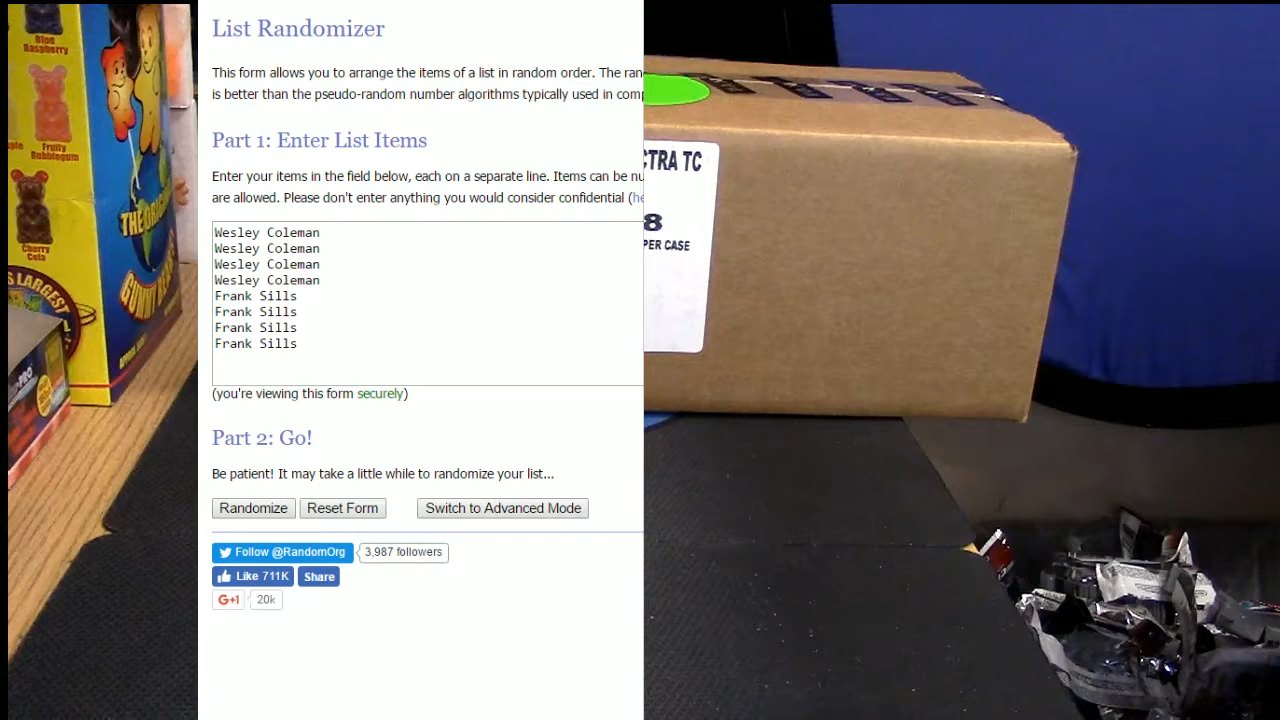 Blue
Raspberry
Fruity
Bubblegum
Cherry
Cola
THE ORIGINAL
List Randomizer
This form allows you to arrange the items of a list in random order. The
is better than the pseudo-random number algorithms typically used in
Part 1: Enter List Items
Enter your items in the field below, each on a separate line. Items can be
are allowed. Please don't enter anything you would consider confidential (
Wesley Coleman
Wesley Coleman
Wesley Coleman
Wesley Coleman
Frank Sills
Frank Sills
Frank Sills
Frank Sills
(you're viewing this form securely)
Part 2: Go!
Be patient! It may take a little while to randomize your list...
Randomize Reset Form Switch to Advanced Mode
Follow @RandomOrg 3,987 followers
Like 711K Share
G+1 20k
CTRA TC
8
PER CASE